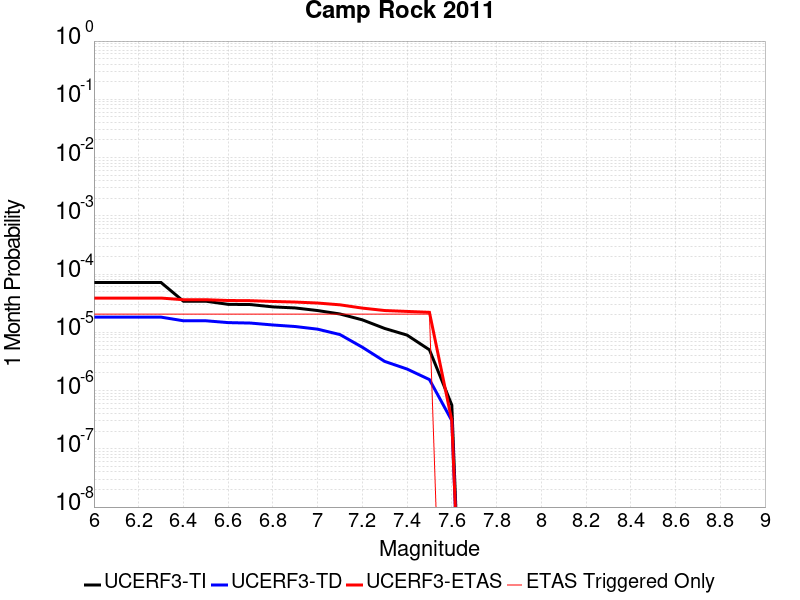 Camp Rock 2011
10^0
10^-1
10^-2
10^-3
10^-4
10^-5
10^-6
10^-7
10^-8
1 Month Probability
6 6.2 6.4 6.6 6.8 7 7.2 7.4 7.6 7.8 8 8.2 8.4 8.6 8.8 9
Magnitude
UCERF3-TI UCERF3-TD UCERF3-ETAS ETAS Triggered Only